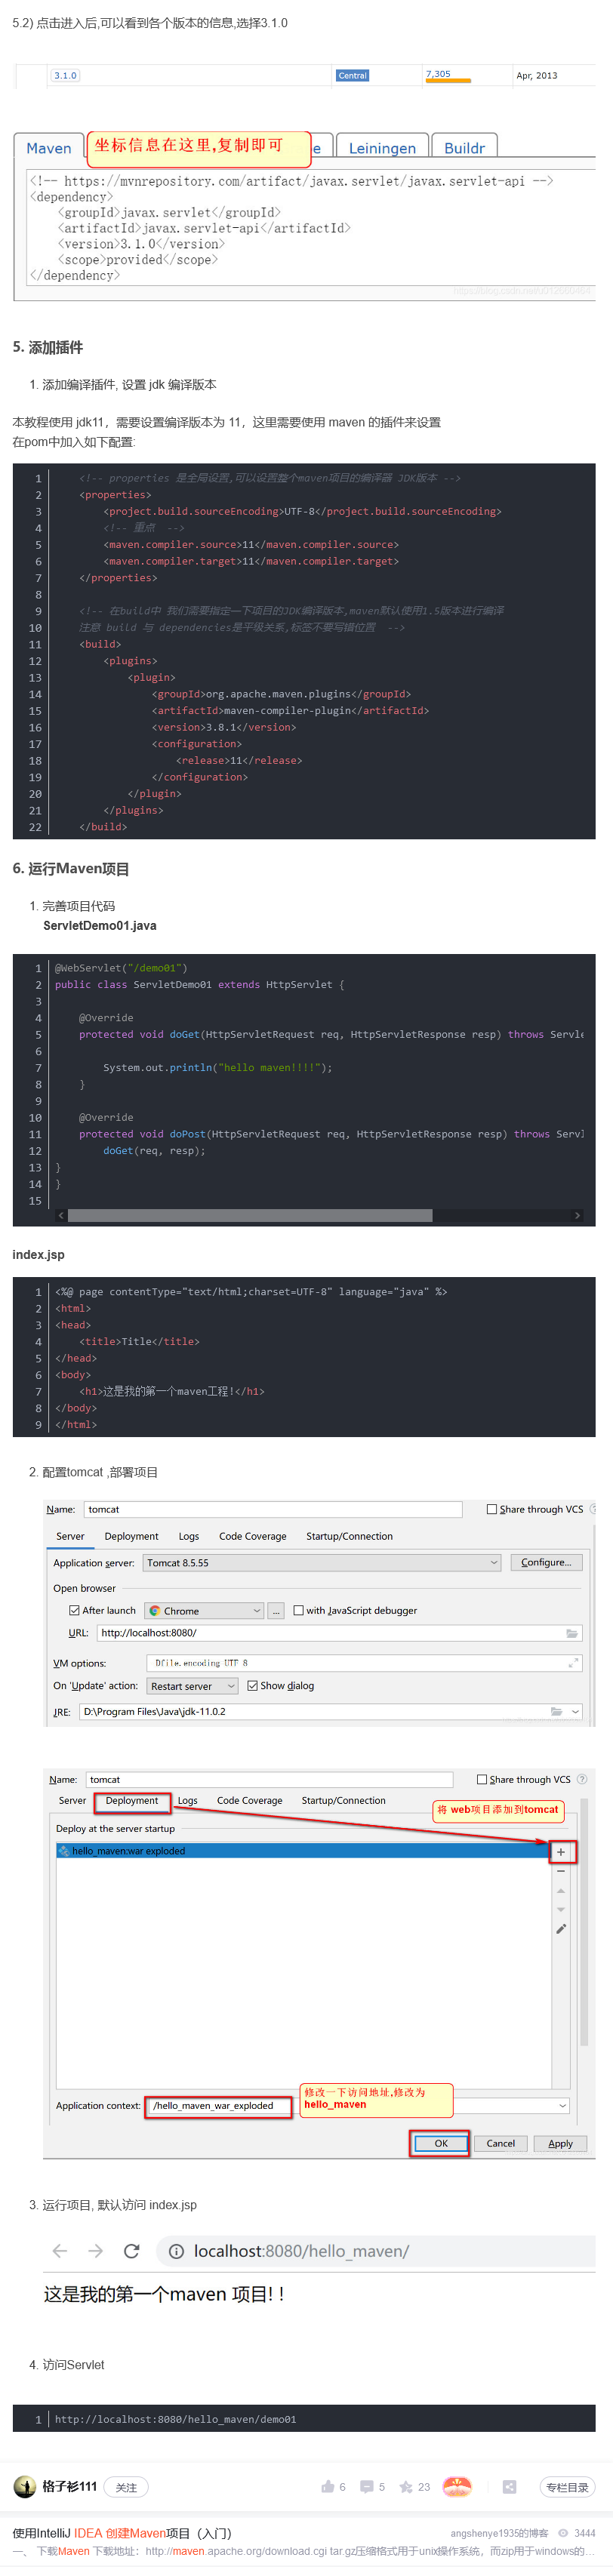 5.2) 点击进入后,可以看到各个版本的信息,选择3.1.0
3.1.0 Central 7,305 Apr, 2013
Maven 坐标信息在这里,复制即可 e Leiningen Buildr
<!-- https://mvnrepository.com/artifact/javax.servlet/javax.servlet-api -->
<dependency>
    <groupId>javax.servlet</groupId>
    <artifactId>javax.servlet-api</artifactId>
    <version>3.1.0</version>
    <scope>provided</scope>
</dependency>
5. 添加插件
1. 添加编译插件, 设置 jdk 编译版本
本教程使用 jdk11，需要设置编译版本为 11，这里需要使用 maven 的插件来设置
在pom中加入如下配置:
1 <!-- properties 是全局设置,可以设置整个maven项目的编译器 JDK版本 -->
2 <properties>
3 <project.build.sourceEncoding>UTF-8</project.build.sourceEncoding>
4 <!-- 重点 -->
5 <maven.compiler.source>11</maven.compiler.source>
6 <maven.compiler.target>11</maven.compiler.target>
7 </properties>
8
9 <!-- 在build中 我们需要指定一下项目的JDK编译版本,maven默认使用1.5版本进行编译
10 注意 build 与 dependencies是平级关系,标签不要写错位置 -->
11 <build>
12 <plugins>
13 <plugin>
14 <groupId>org.apache.maven.plugins</groupId>
15 <artifactId>maven-compiler-plugin</artifactId>
16 <version>3.8.1</version>
17 <configuration>
18 <release>11</release>
19 </configuration>
20 </plugin>
21 </plugins>
22 </build>
6. 运行Maven项目
1. 完善项目代码
ServletDemo01.java
1 @WebServlet("/demo01")
2 public class ServletDemo01 extends HttpServlet {
3
4 @Override
5 protected void doGet(HttpServletRequest req, HttpServletResponse resp) throws Servle
6
7 System.out.println("hello maven!!!!");
8 }
9
10 @Override
11 protected void doPost(HttpServletRequest req, HttpServletResponse resp) throws Servl
12 doGet(req, resp);
13 }
14 }
15
index.jsp
1 <%@ page contentType="text/html;charset=UTF-8" language="java" %>
2 <html>
3 <head>
4 <title>Title</title>
5 </head>
6 <body>
7 <h1>这是我的第一个maven工程!</h1>
8 </body>
9 </html>
2. 配置tomcat ,部署项目
Name: tomcat Share through VCS
Server Deployment Logs Code Coverage Startup/Connection
Application server: Tomcat 8.5.55 Configure...
Open browser
After launch Chrome ... with JavaScript debugger
URL: http://localhost:8080/
VM options: Dfile.encoding UTF 8
On 'Update' action: Restart server Show dialog
JRE: D:\Program Files\Java\jdk-11.0.2
Name: tomcat Share through VCS
Server Deployment Logs Code Coverage Startup/Connection
将 web项目添加到tomcat
Deploy at the server startup
hello_maven:war exploded
修改一下访问地址,修改为
hello_maven
Application context: /hello_maven_war_exploded
OK Cancel Apply
3. 运行项目, 默认访问 index.jsp
localhost:8080/hello_maven/
这是我的第一个maven 项目! !
4. 访问Servlet
1 http://localhost:8080/hello_maven/demo01
格子衫111 关注 6 5 23 专栏目录
使用IntelliJ IDEA 创建Maven项目（入门） angshenye1935的博客 3444
一、 下载Maven 下载地址：http://maven.apache.org/download.cgi tar.gz压缩格式用于unix操作系统，而zip用于windows的...